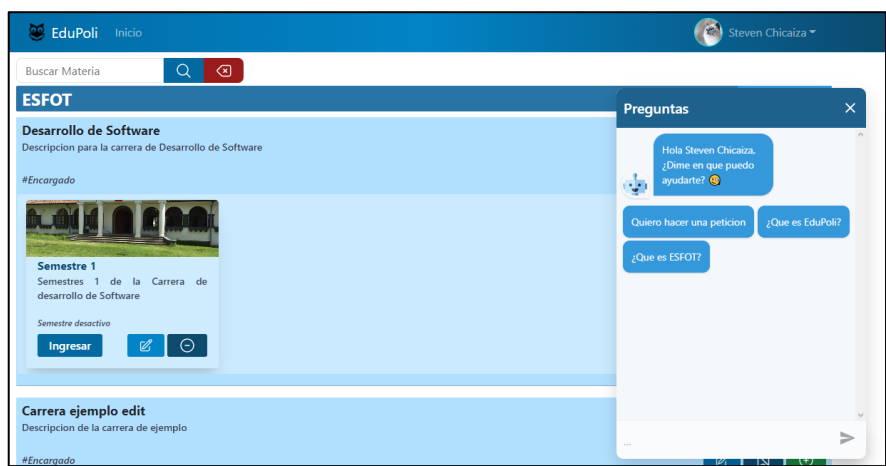 EduPoli Inicio Steven Chicaiza
Buscar Materia
ESFOT
Desarrollo de Software
Descripcion para la carrera de Desarrollo de Software
#Encargado
Semestre 1
Semestres 1 de la Carrera de
desarrollo de Software
Semestre desactivo
Ingresar
Carrera ejemplo edit
Descripcion de la carrera de ejemplo
#Encargado
Preguntas
Hola Steven Chicaiza,
¿Dime en que puedo
ayudarte?
Quiero hacer una peticion ¿Que es EduPoli?
¿Que es ESFOT?
...